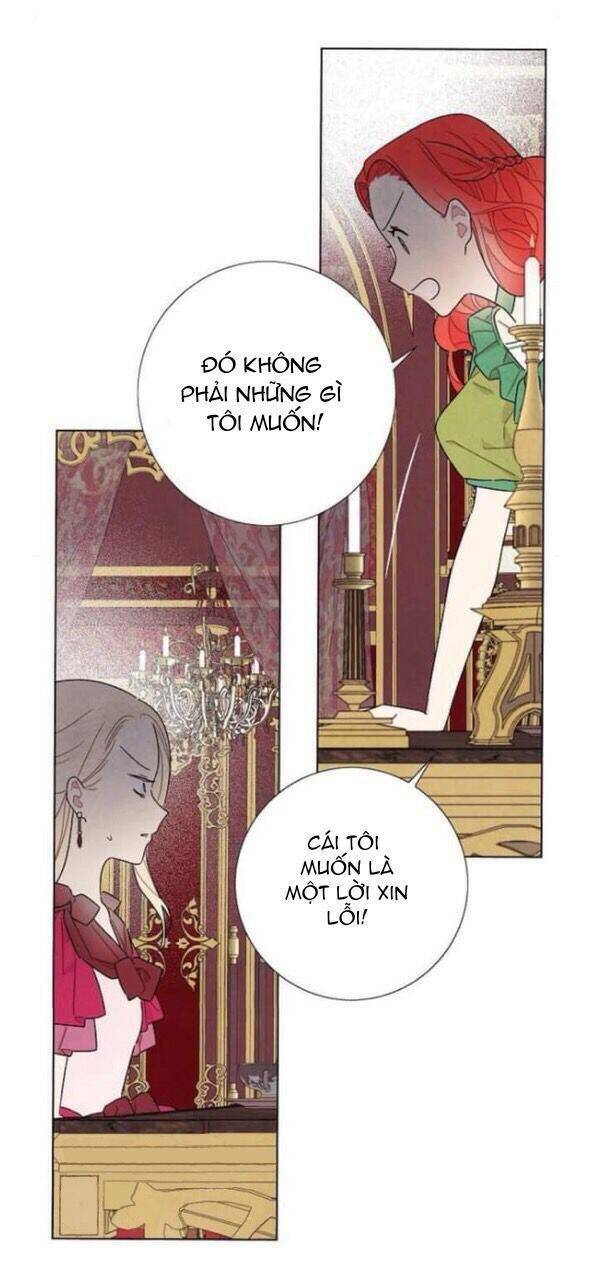 ĐÓ KHÔNG
PHẢI NHỮNG GÌ
TÔI MUỐN!
CÁI TÔI
MUỐN LÀ
MỘT LỜI XIN
LỖI!